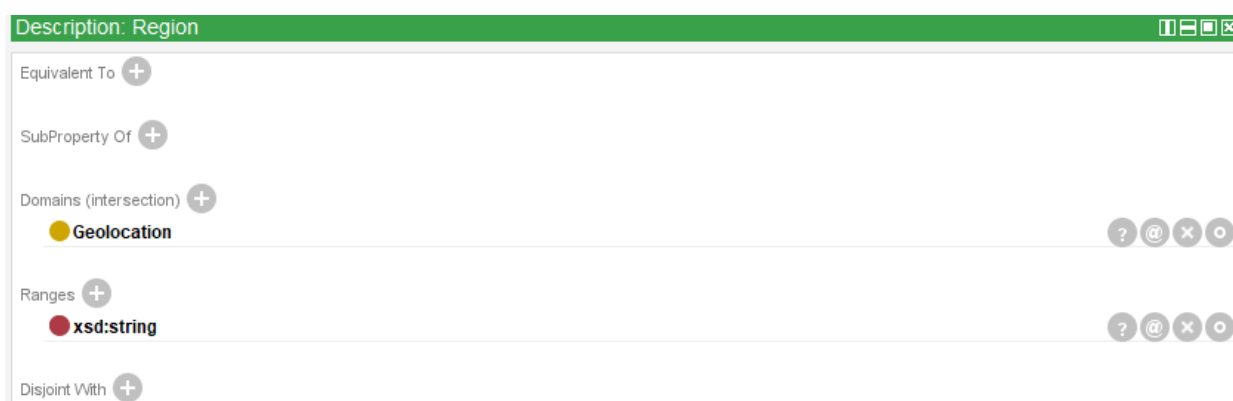 Description: Region
Equivalent To
SubProperty Of
Domains (intersection)
Geolocation
? @
Ranges
xsd:string
? @
Disjoint With